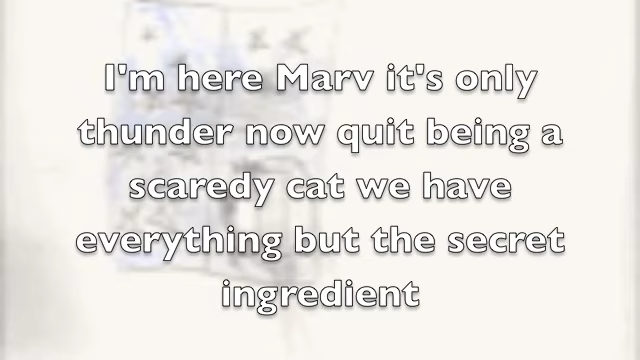 I'm here Marv it's only
thunder now quit being a
scaredy cat we have
everything but the secret
ingredient